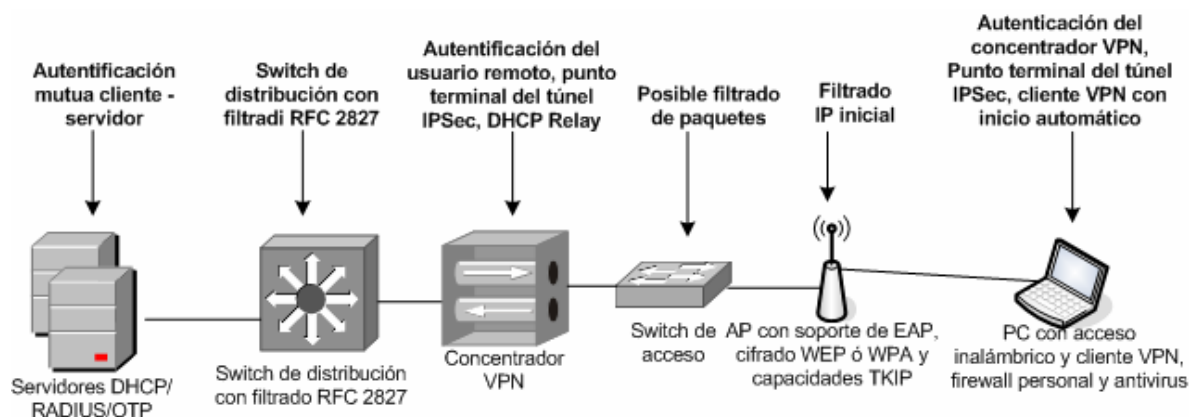 Autentificación
mutua cliente -
servidor
Switch de
distribución con
filtradi RFC 2827
Autentificación del
usuario remoto, punto
terminal del túnel
IPSec, DHCP Relay
Posible filtrado
de paquetes
Filtrado
IP inicial
Autenticación del
concentrador VPN,
Punto terminal del túnel
IPSec, cliente VPN con
inicio automático
Servidores DHCP/
RADIUS/OTP
Switch de distribución
con filtrado RFC 2827
Concentrador
VPN
Switch de
acceso
AP con soporte de EAP,
cifrado WEP ó WPA y
capacidades TKIP
PC con acceso
inalámbrico y cliente VPN,
firewall personal y antivirus